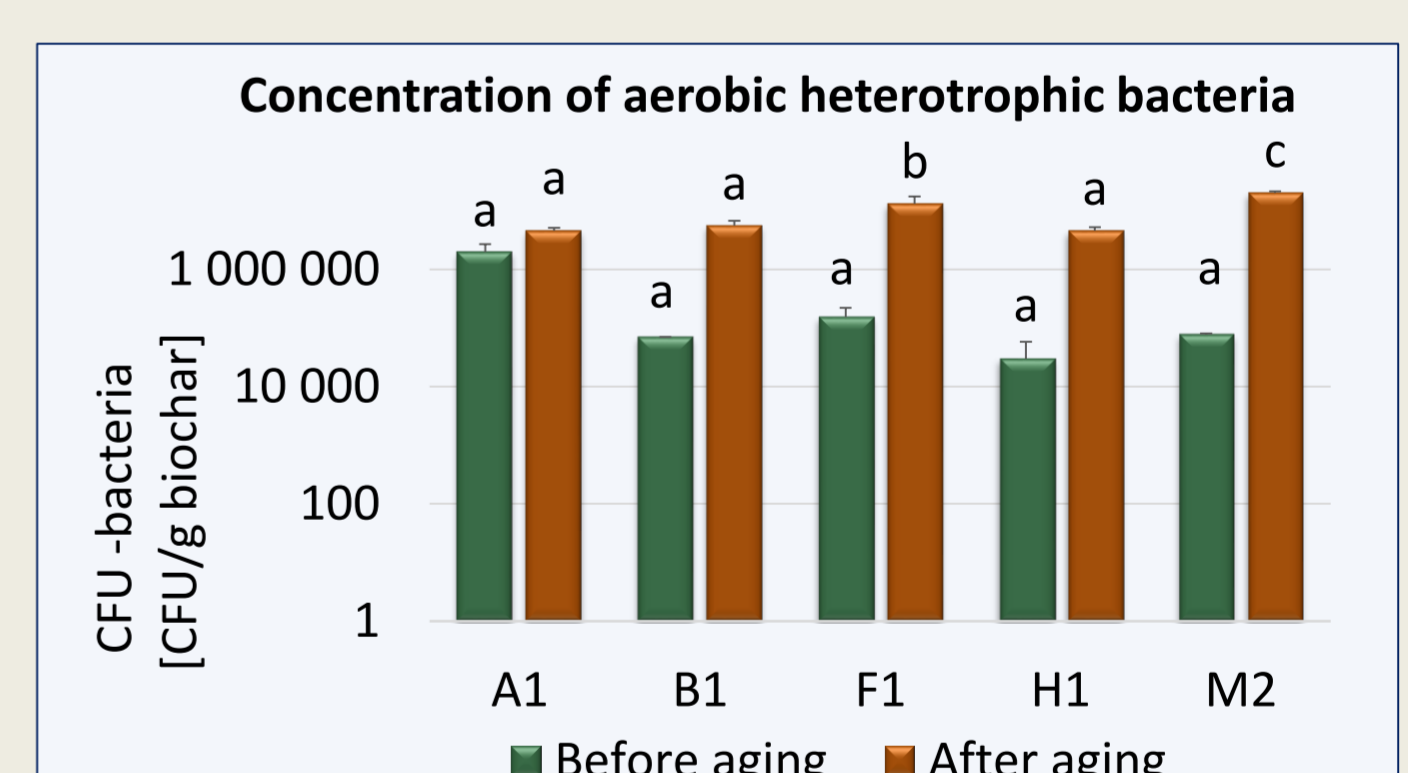 Concentration of aerobic heterotrophic bacteria
b
c
a
a
a
a
a
a
a
a
1 000 000
10 000
100
1
CFU -bacteria
[CFU/g biochar]
A1 B1 F1 H1 M2
Before aging After aging